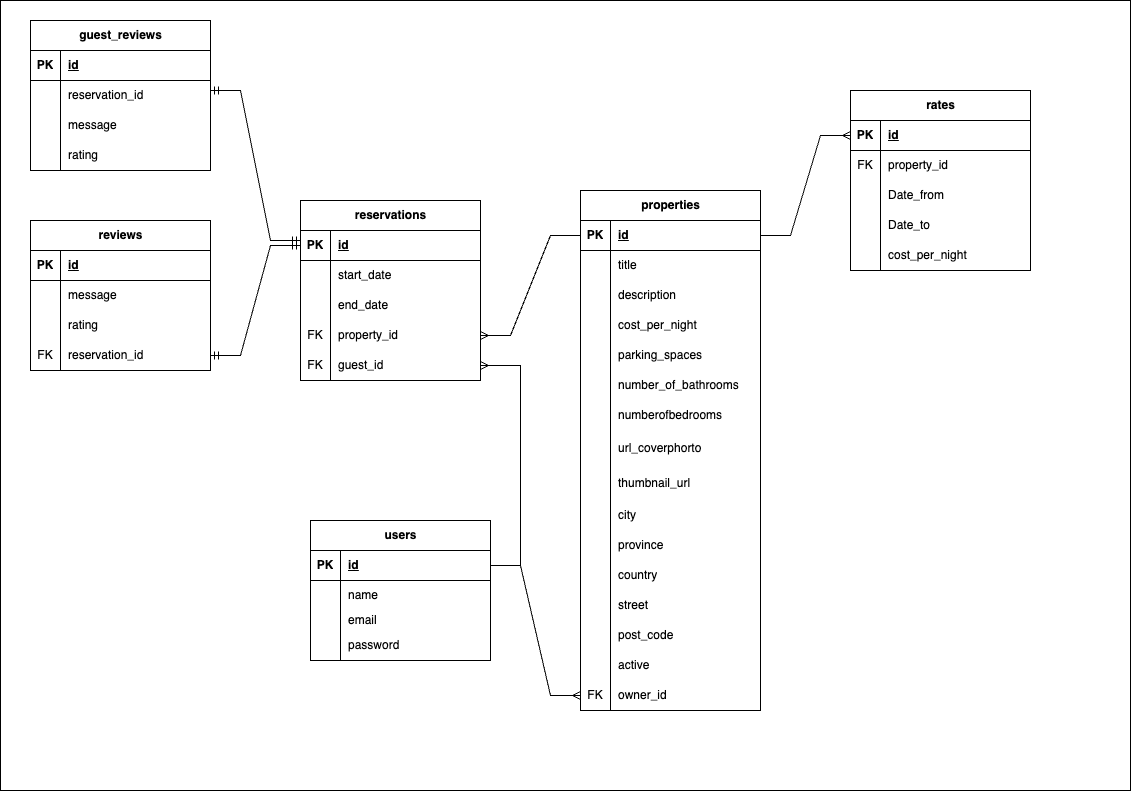 guest_reviews
PK id
reservation_id
message
rating
reviews
PK id
message
rating
FK reservation_id
reservations
PK id
start_date
end_date
FK property_id
FK guest_id
users
PK id
name
email
password
properties
PK id
title
description
cost_per_night
parking_spaces
number_of_bathrooms
numberofbedrooms
url_coverphorto
thumbnail_url
city
province
country
street
post_code
active
FK owner_id
rates
PK id
FK property_id
Date_from
Date_to
cost_per_night